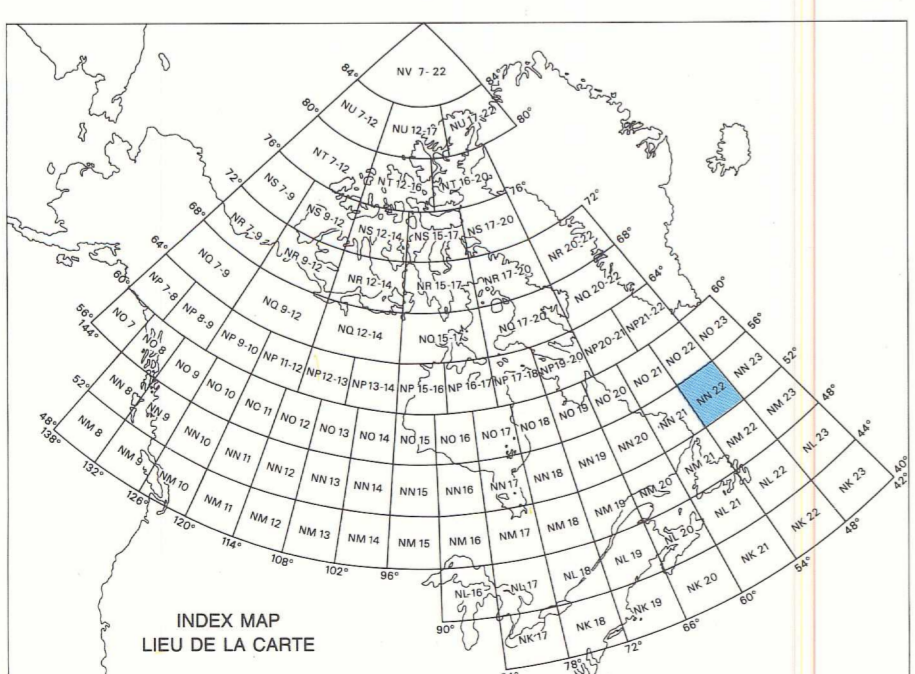 NV 7- 22
84°
84°
NU 7-12
NU 12-17
NU 17-22
80°
80°
NT 7-12
NT 12-16
NT 16-20
76°
76°
NS 7-9
NS 9-12
NS 12-14
NS 15-17
NS 17-20
72°
72°
NR 7-9
NR 9-12
NR 12-14
NR 15-17
NR 17-20
NR 20-22
68°
68°
NQ 7-9
NQ 9-12
NQ 12-14
NQ 15-17
NQ 17-20
NQ 20-22
64°
64°
NP 7-8
NP 8-9
NP 9-10
NP 11-12
NP12-13
NP13-14
NP 15-16
NP 16-17
NP 17-18
NP19-20
NP20-21
NP21-22
60°
60°
NO 7
NO 8
NO 9
NO 10
NO 11
NO 12
NO 13
NO 14
NO 15
NO 16
NO 17
NO 18
NO 19
NO 20
NO 21
NO 22
NO 23
56°
144°
56°
NN 8
NN 9
NN 10
NN 11
NN 12
NN 13
NN 14
NN15
NN16
NN 17
NN 18
NN 19
NN 20
NN 21
NN 22
NN 23
52°
52°
NM 8
NM 9
NM 10
NM 11
NM 12
NM 13
NM 14
NM 15
NM 16
NM 17
NM 18
NM 19
NM 20
NM 21
NM 22
NM 23
48°
138°
48°
NL-16
NL-17
NL 18
NL 19
NL 20
NL 21
NL 22
NL 23
44°
NK 17
NK 18
NK 19
NK 20
NK 21
NK 22
NK 23
40°
42°
132°
126°
120°
114°
108°
102°
96°
90°
78°
72°
66°
60°
54°
48°
INDEX MAP
LIEU DE LA CARTE